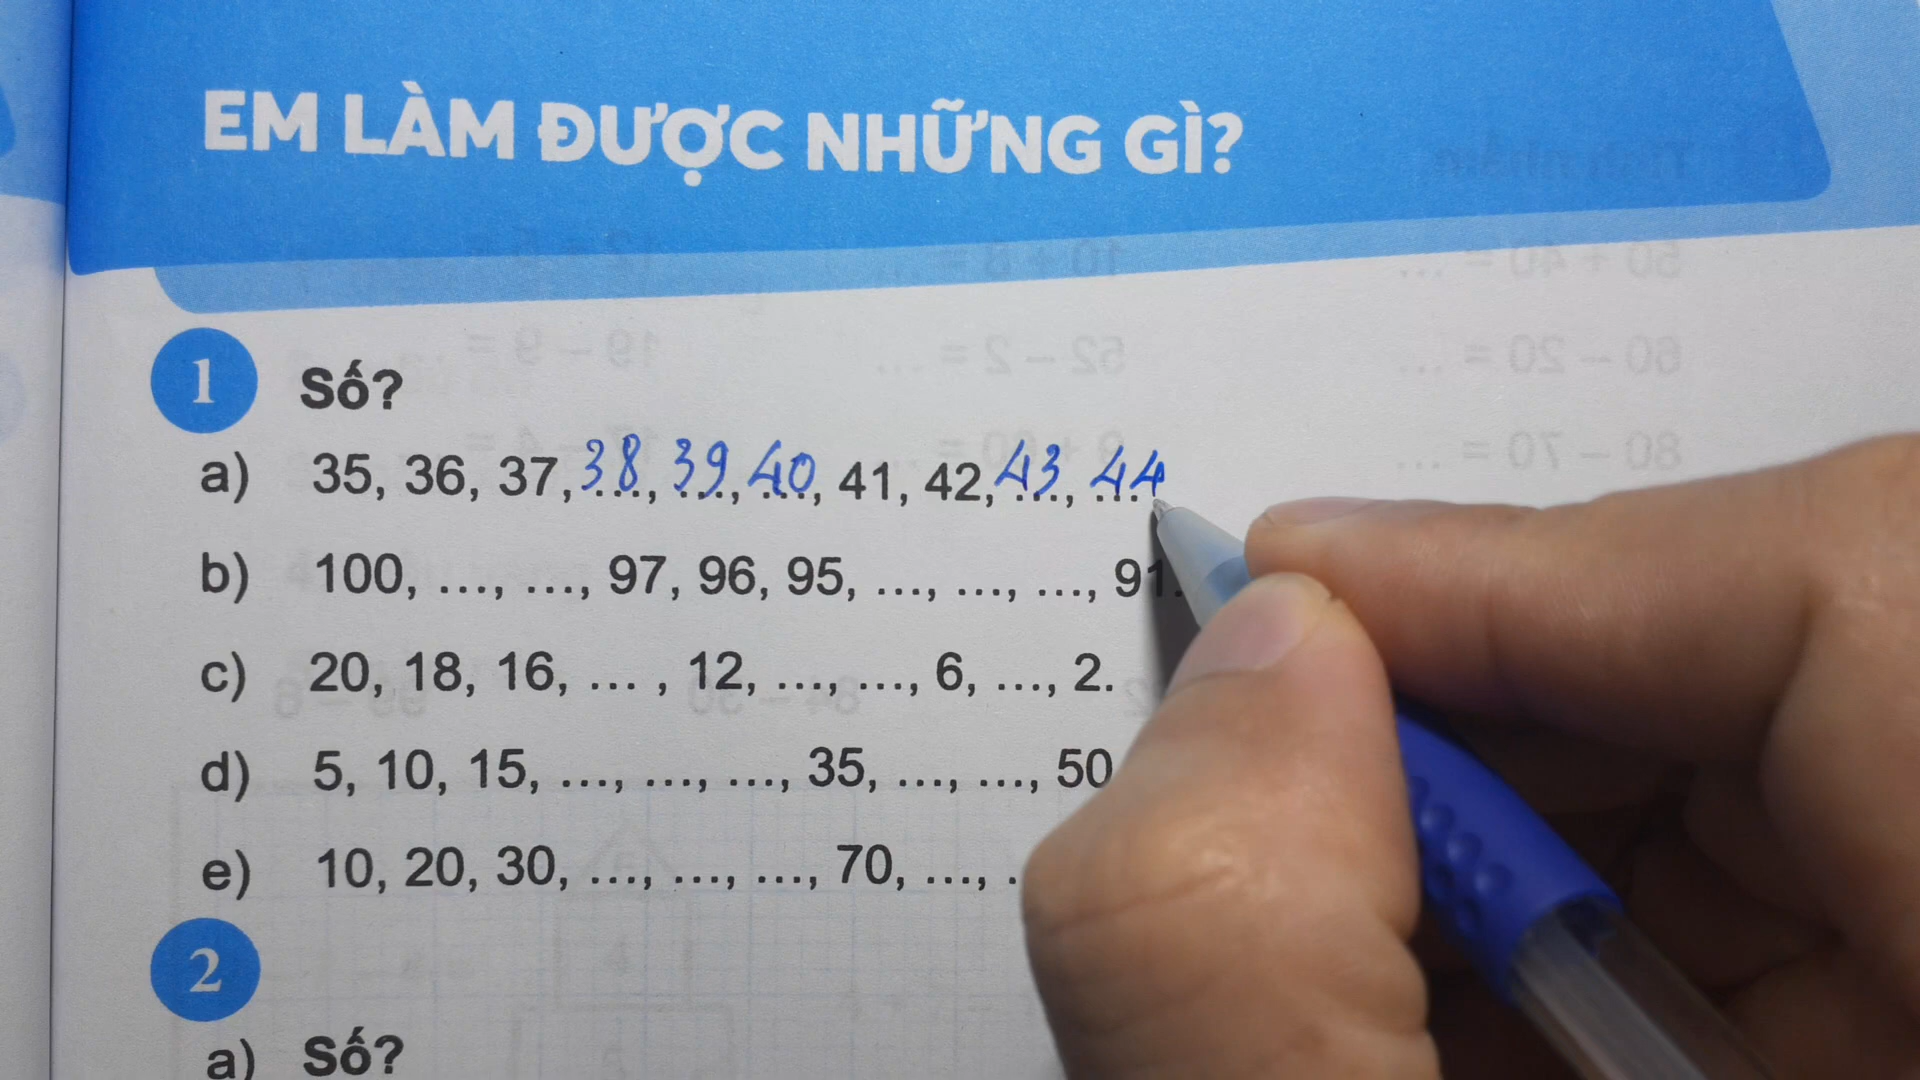 EM LÀM ĐƯỢC NHỮNG GÌ?
1 Số?
a) 35, 36, 37, 38, 39, 40, 41, 42, 43, 44
b) 100, ..., ..., 97, 96, 95, ..., ..., ..., 91.
c) 20, 18, 16, ... , 12, ..., ..., 6, ..., 2.
d) 5, 10, 15, ..., ..., ..., 35, ..., ..., 50
e) 10, 20, 30, ..., ..., ..., 70, ..., .
2
a) Số?